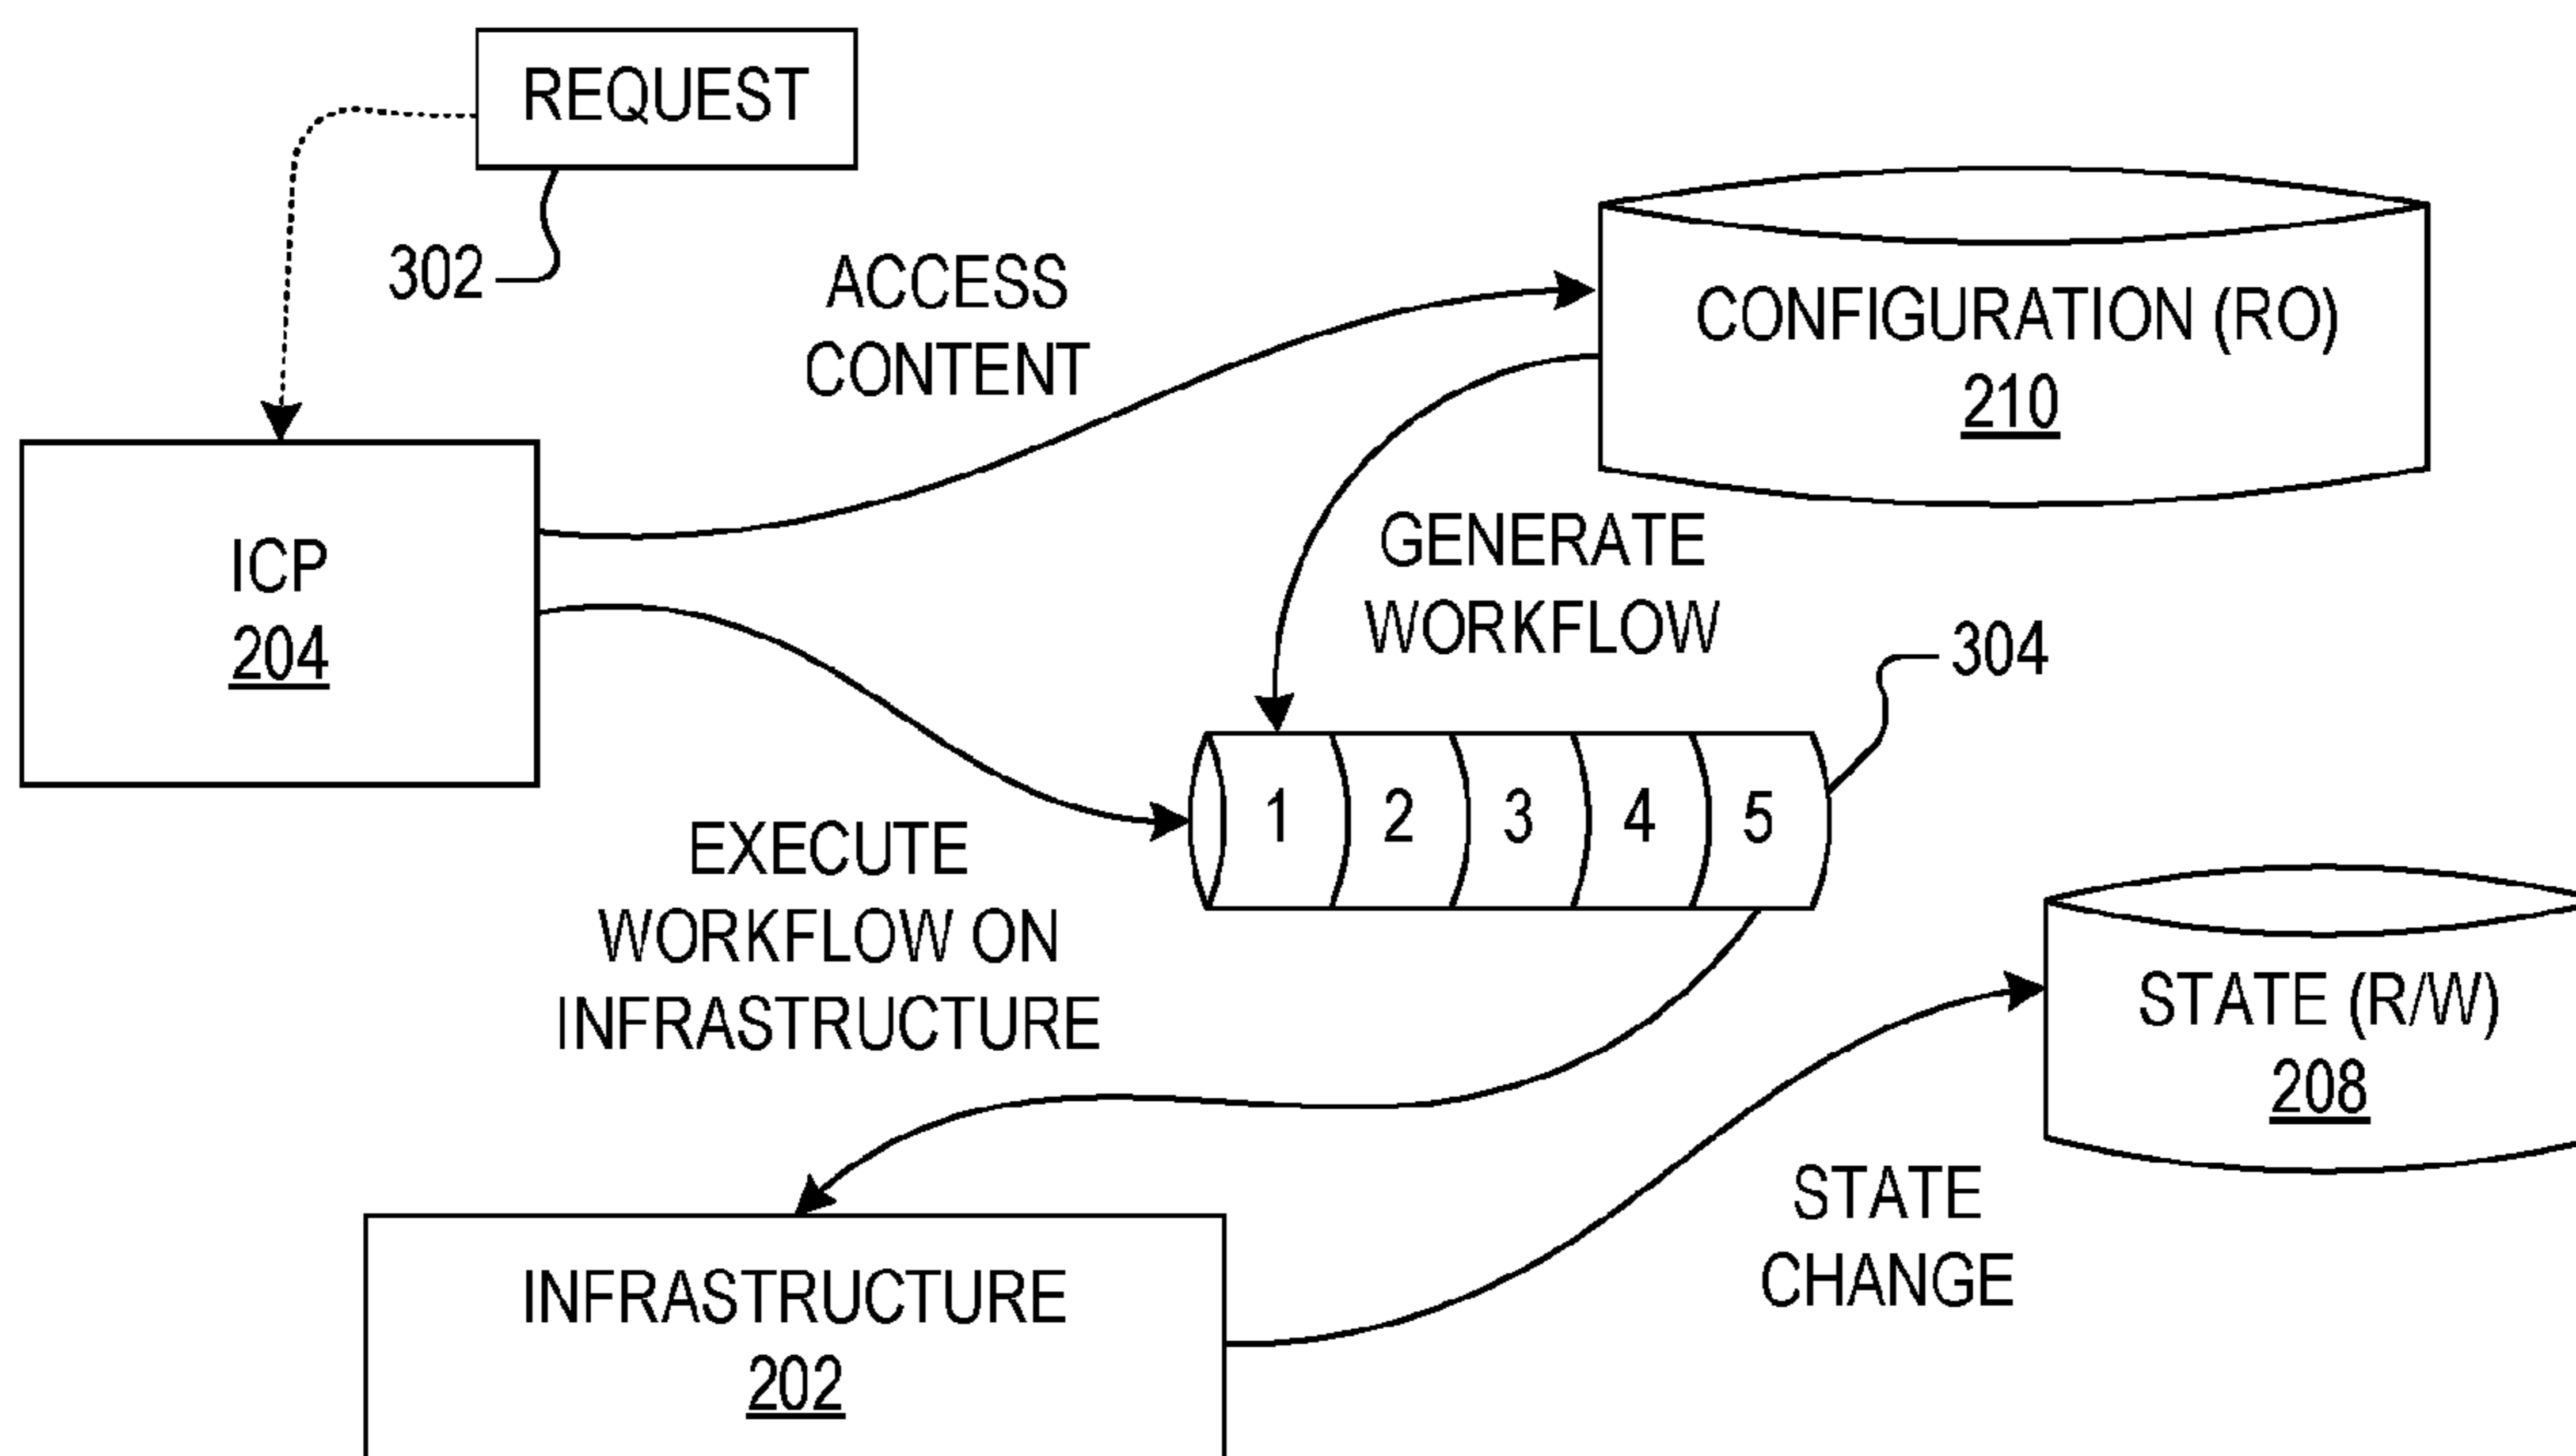 REQUEST
302
ACCESS
CONTENT
CONFIGURATION (RO)
210
ICP
204
GENERATE
WORKFLOW
304
1 2 3 4 5
EXECUTE
WORKFLOW ON
INFRASTRUCTURE
STATE (R/W)
208
STATE
CHANGE
INFRASTRUCTURE
202